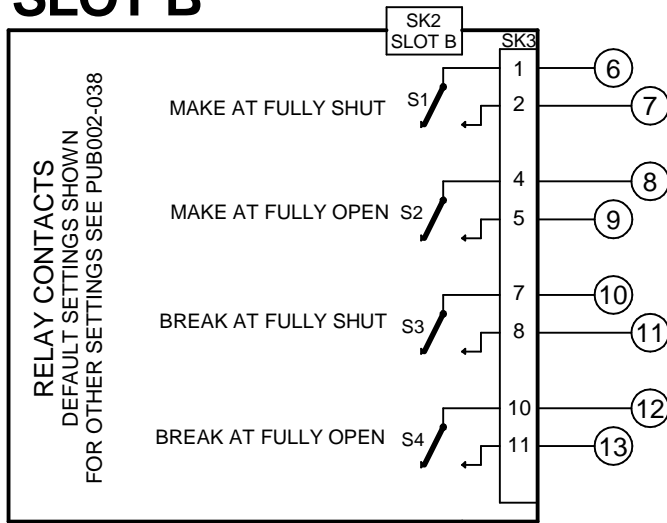 SLOT B
SK2
SLOT B
SK3
RELAY CONTACTS
DEFAULT SETTINGS SHOWN
FOR OTHER SETTINGS SEE PUB002-038
MAKE AT FULLY SHUT S1 1 6
2 7
MAKE AT FULLY OPEN S2 4 8
5 9
BREAK AT FULLY SHUT S3 7 10
8 11
BREAK AT FULLY OPEN S4 10 12
11 13